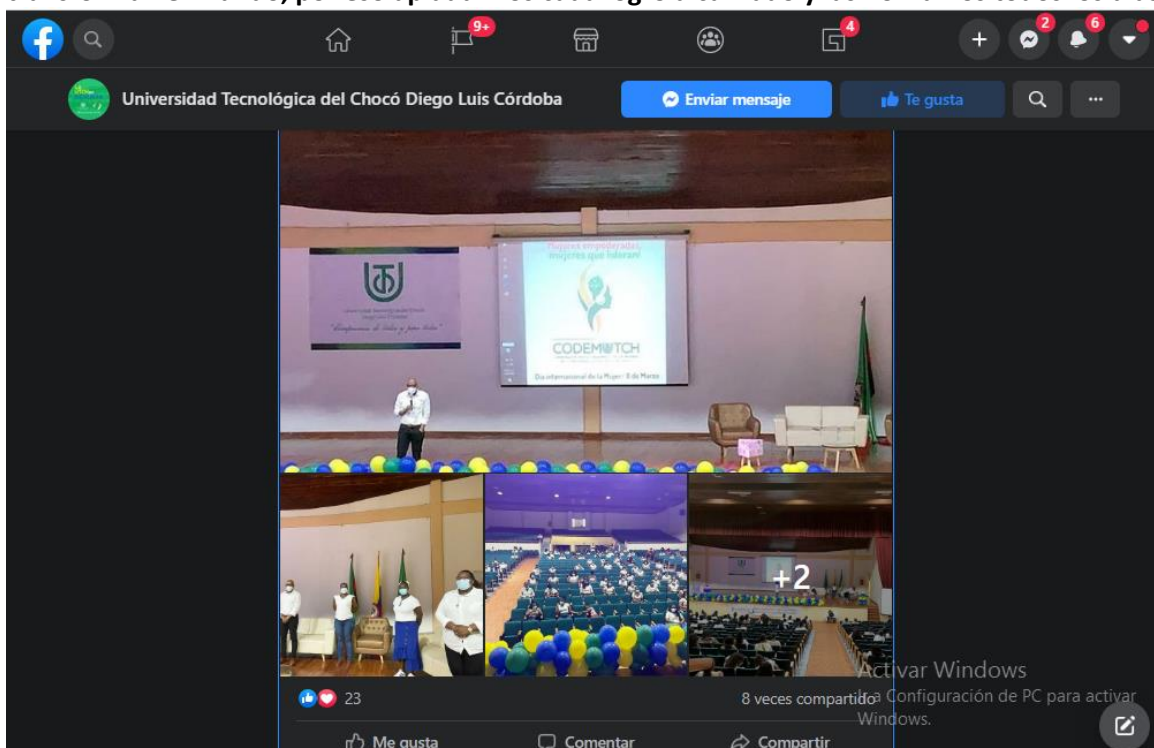 9+
4
2
6
Universidad Tecnológica del Chocó Diego Luis Córdoba
Enviar mensaje
Te gusta
Mujeres empoderadas,
mujeres que lideran!
CODEMUTCH
Día internacional de la Mujer - 8 de Marzo
+2
23
8 veces compartido
Activar Windows
Ir a Configuración de PC para activar
Windows.
Me gusta
Comentar
Compartir